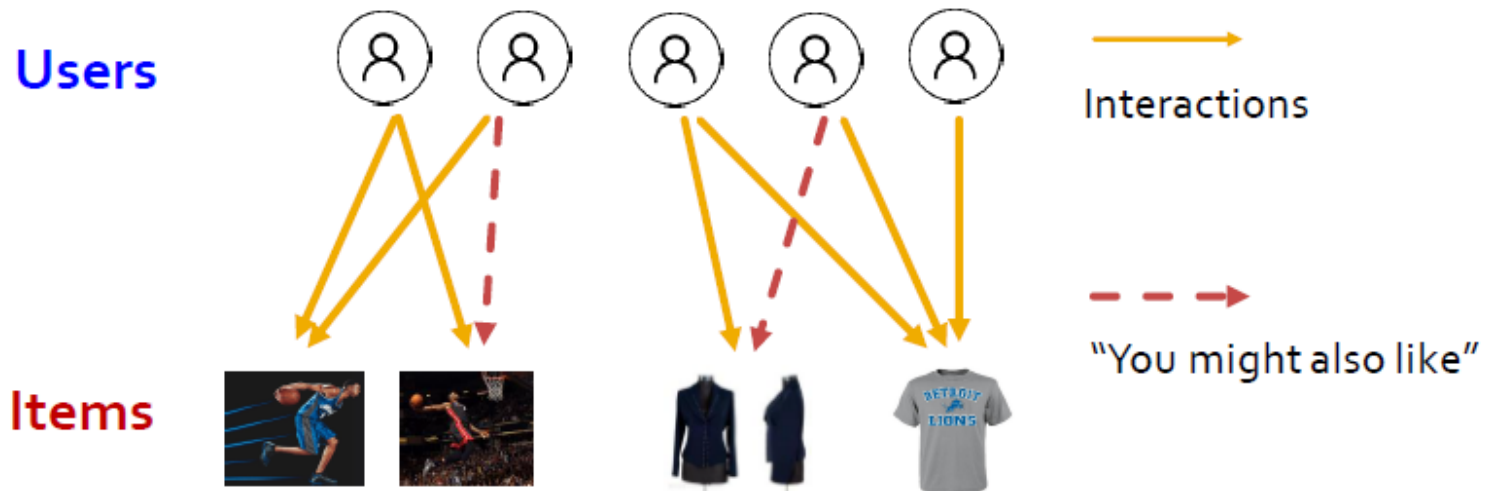 Users
Interactions
"You might also like"
Items
DETROIT
LIONS